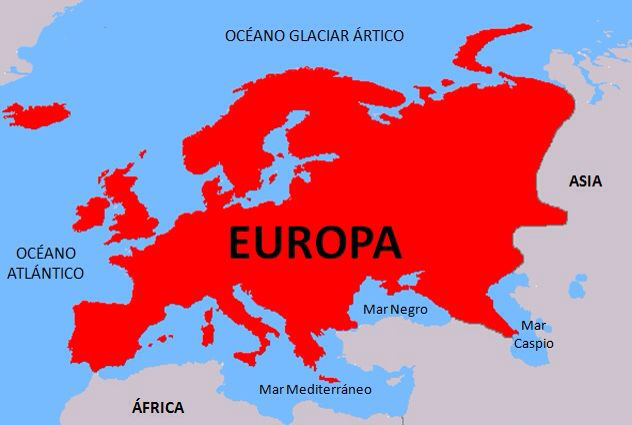 OCÉANO GLACIAR ÁRTICO
ASIA
EUROPA
OCÉANO
ATLÁNTICO
Mar Negro
Mar
Caspio
Mar Mediterráneo
ÁFRICA